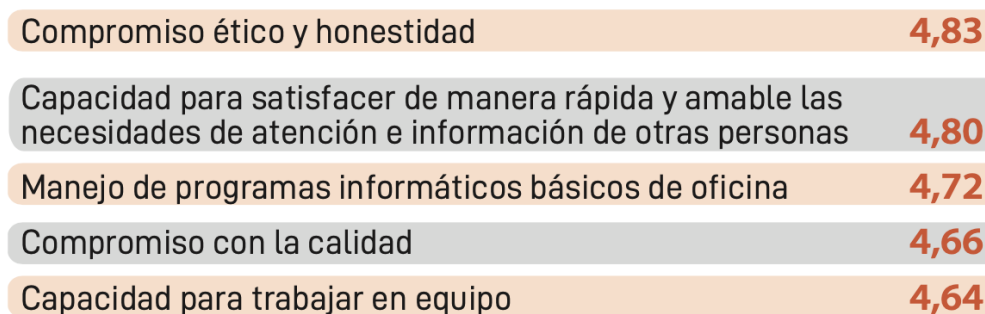 Compromiso ético y honestidad 4,83
Capacidad para satisfacer de manera rápida y amable las
necesidades de atención e información de otras personas 4,80
Manejo de programas informáticos básicos de oficina 4,72
Compromiso con la calidad 4,66
Capacidad para trabajar en equipo 4,64